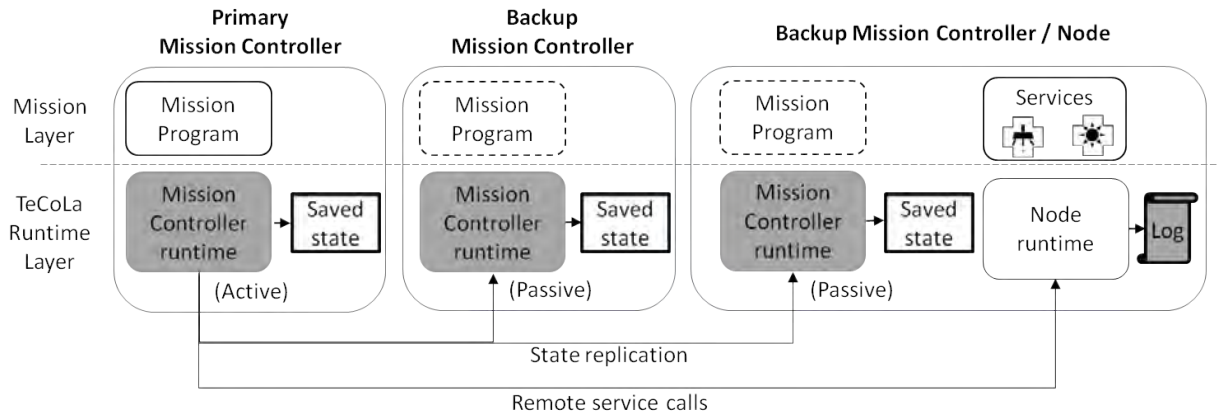 Primary
Mission Controller
Backup
Mission Controller
Backup Mission Controller / Node
Mission
Layer
Mission
Program
Mission
Program
Mission
Program
Services
TeCoLa
Runtime
Layer
Mission
Controller
runtime
Saved
state
Mission
Controller
runtime
Saved
state
Mission
Controller
runtime
Saved
state
Node
runtime
Log
(Active)
(Passive)
(Passive)
State replication
Remote service calls